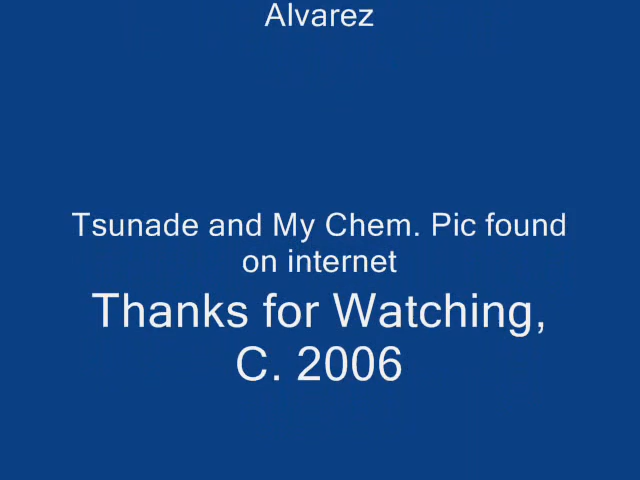 Alvarez
Tsunade and My Chem. Pic found
on internet
Thanks for Watching,
C. 2006